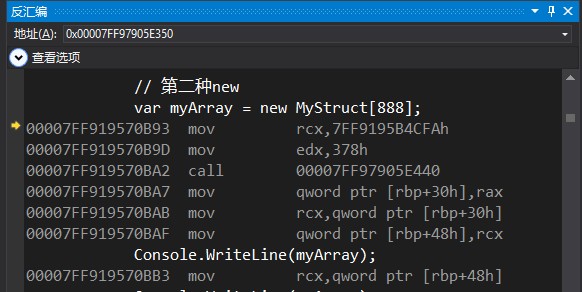 反汇编
地址(A): 0x00007FF97905E350
查看选项
// 第二种new
var myArray = new MyStruct[888];
00007FF919570B93 mov rcx,7FF9195B4CFAh
00007FF919570B9D mov edx,378h
00007FF919570BA2 call 00007FF97905E440
00007FF919570BA7 mov qword ptr [rbp+30h],rax
00007FF919570BAB mov rcx,qword ptr [rbp+30h]
00007FF919570BAF mov qword ptr [rbp+48h],rcx
Console.WriteLine(myArray);
00007FF919570BB3 mov rcx,qword ptr [rbp+48h]